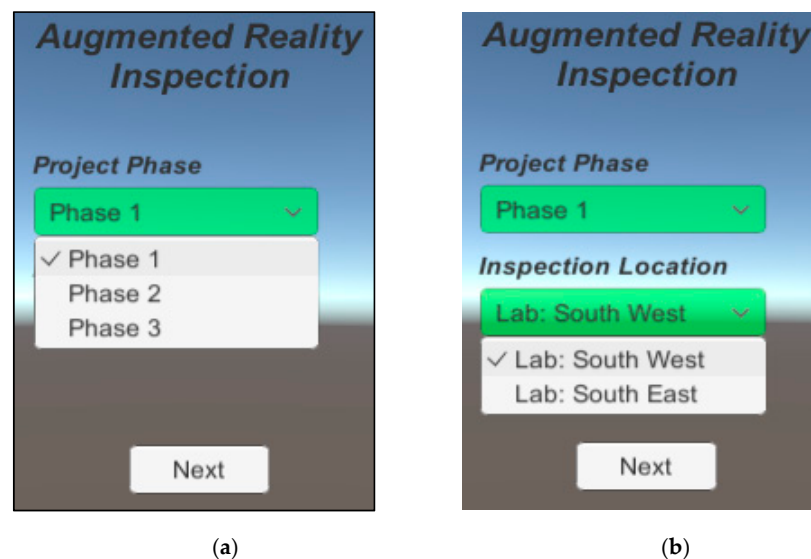 Augmented Reality
Inspection
Project Phase
Phase 1
Phase 1
Phase 2
Phase 3
Next
(a)
Augmented Reality
Inspection
Project Phase
Phase 1
Inspection Location
Lab: South West
Lab: South West
Lab: South East
Next
(b)